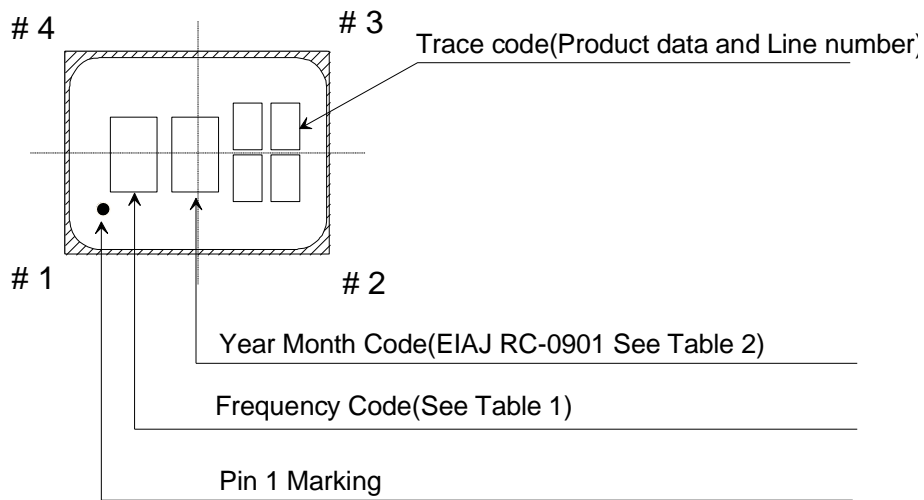 # 4
# 3
Trace code(Product data and Line number)
# 1
# 2
Year Month Code(EIAJ RC-0901 See Table 2)
Frequency Code(See Table 1)
Pin 1 Marking